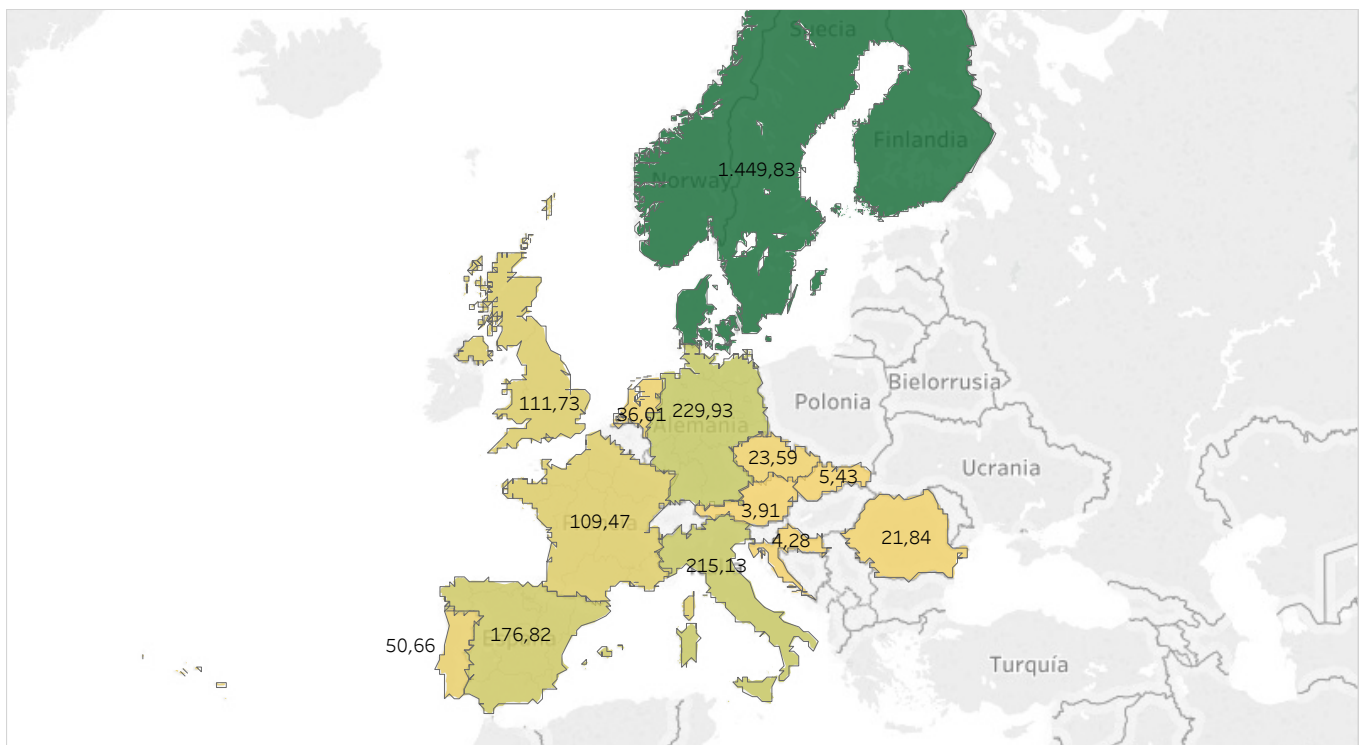 Suecia
Finlandia
1.449,83
Norway
Bielorrusia
Polonia
111,73
36,01
229,93
Alemania
23,59
5,43
Ucrania
3,91
109,47
4,28
21,84
215,13
50,66
176,82
España
Turquía